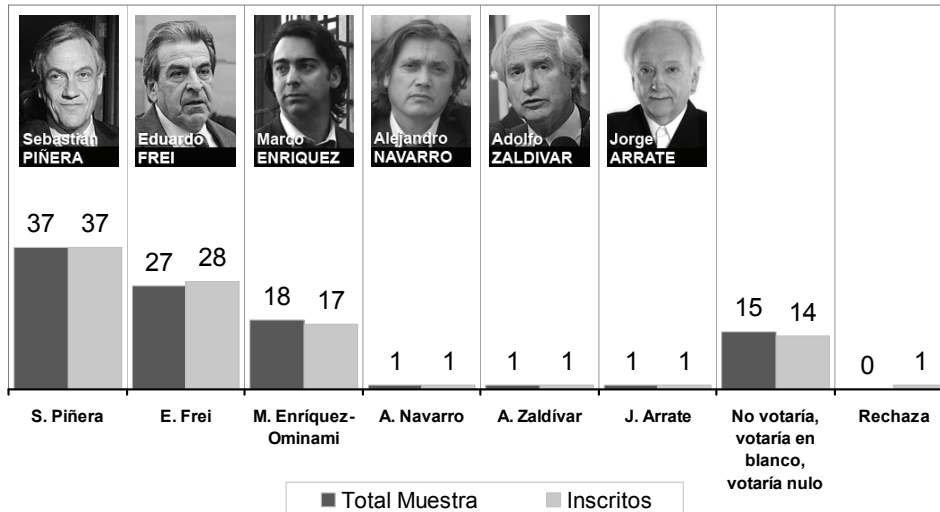 Sebastián PIÑERA
Eduardo FREI
Marco ENRIQUEZ
Alejandro NAVARRO
Adolfo ZALDIVAR
Jorge ARRATE
37 37
27 28
18 17
1 1
1 1
1 1
15 14
0 1
S. Piñera
E. Frei
M. Enríquez-
Ominami
A. Navarro
A. Zaldívar
J. Arrate
No votaría,
votaría en
blanco,
votaría nulo
Rechaza
Total Muestra
Inscritos